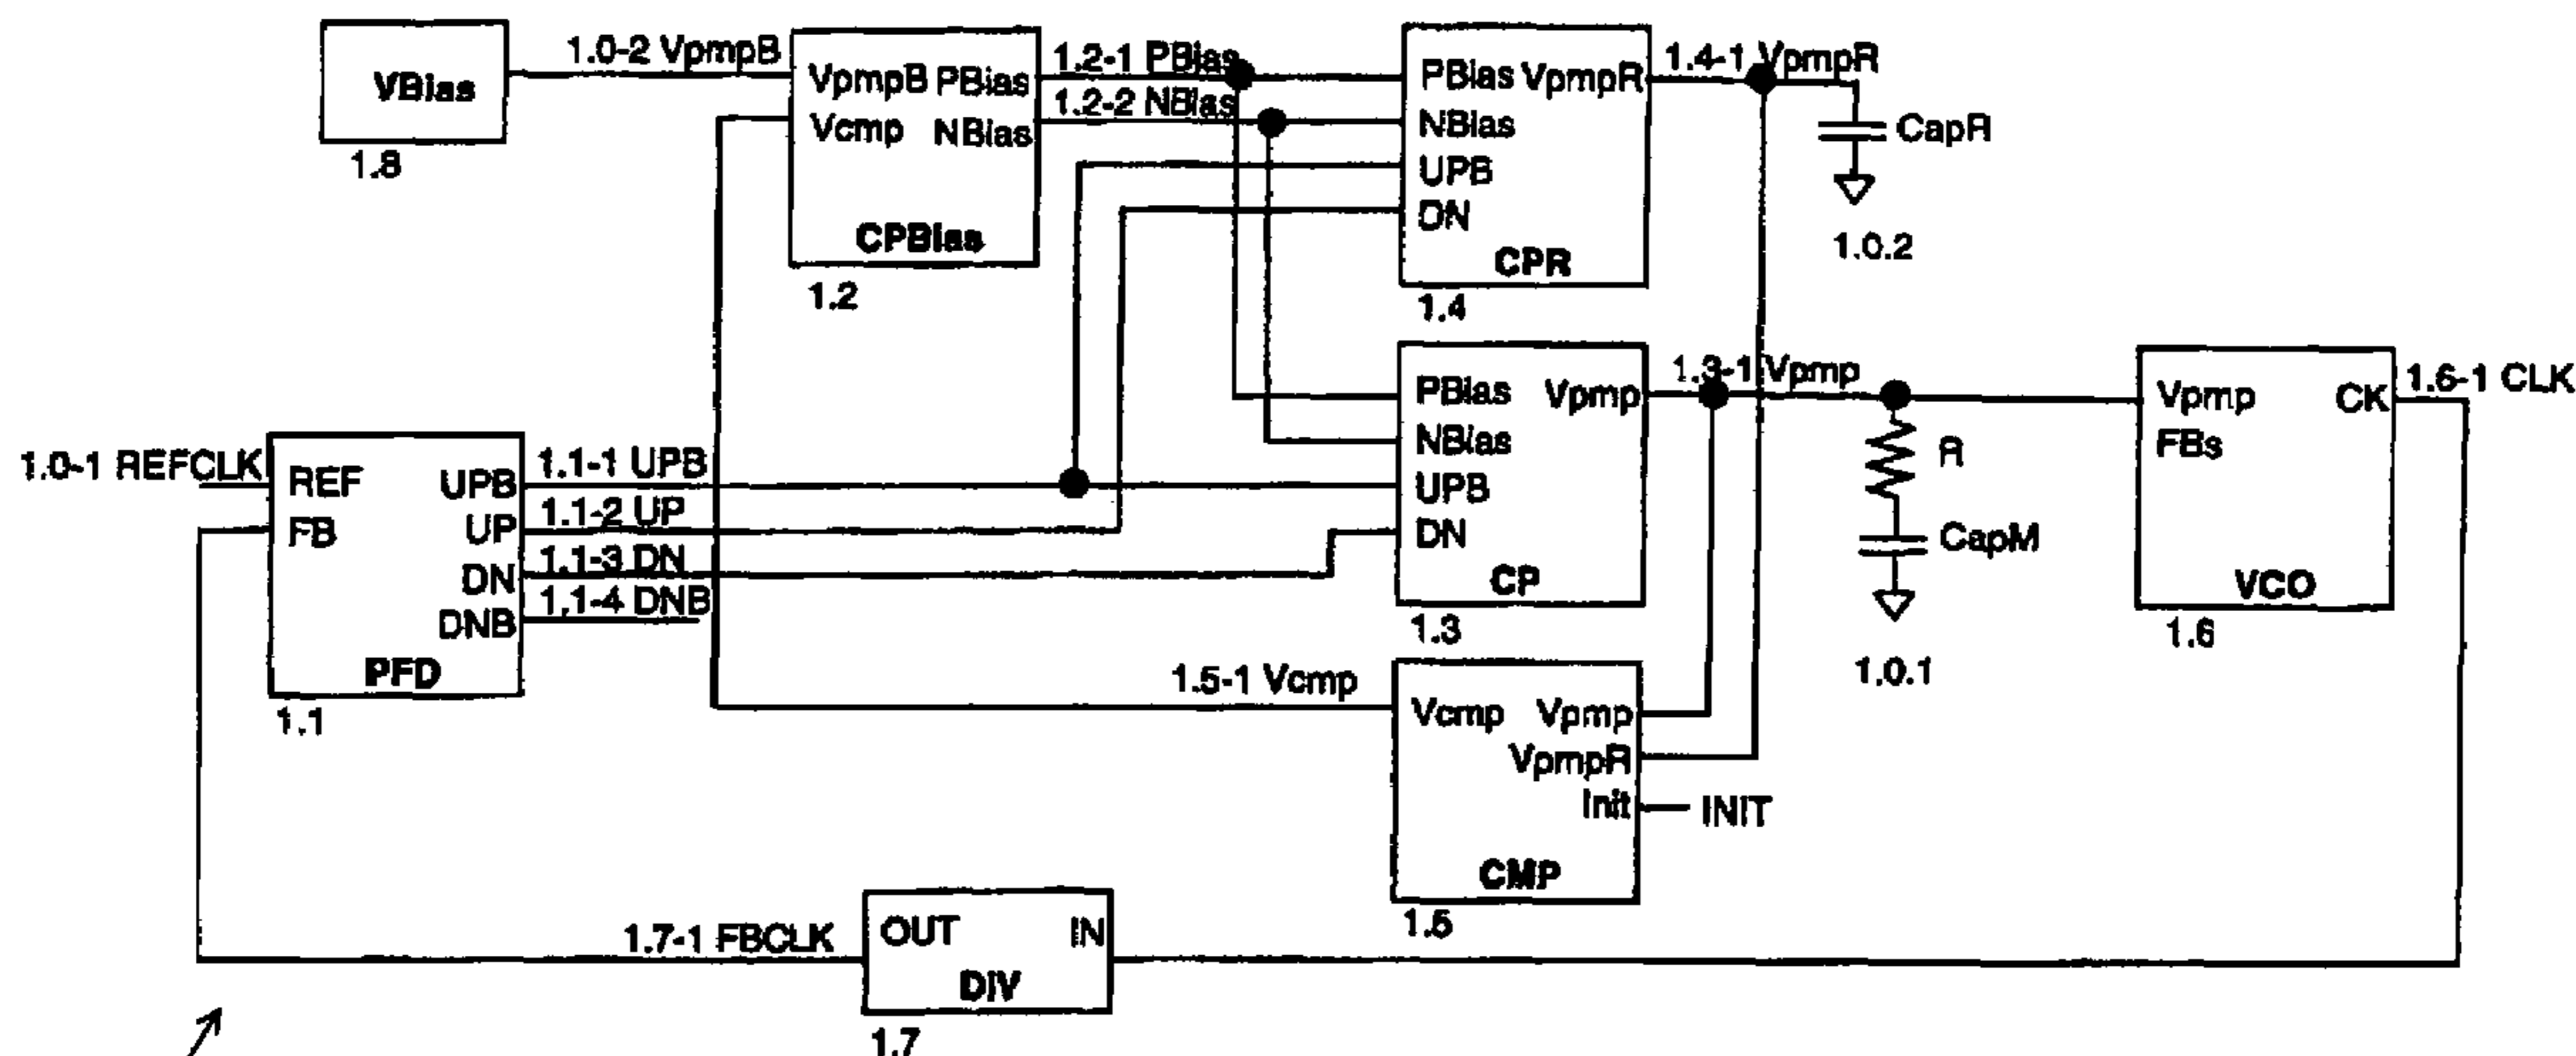 VBias
1.8
1.0-2 VpmpB
VpmpB PBias
Vcmp NBias
CPBias
1.2
1.2-1 PBias
1.2-2 NBias
PBias VpmpR
NBias
UPB
DN
CPR
1.4
1.4-1 VpmpR
CapR
1.0.2
1.0-1 REFCLK
REF UPB
FB UP
DN
DNB
PFD
1.1
1.1-1 UPB
1.1-2 UP
1.1-3 DN
1.1-4 DNB
PBias Vpmp
NBias
UPB
DN
CP
1.3
1.3-1 Vpmp
R
CapM
1.0.1
Vpmp CK
FBs
VCO
1.6
1.6-1 CLK
1.5-1 Vcmp
Vcmp Vpmp
VpmpR
Init INIT
CMP
1.5
1.7-1 FBCLK
OUT IN
DIV
1.7